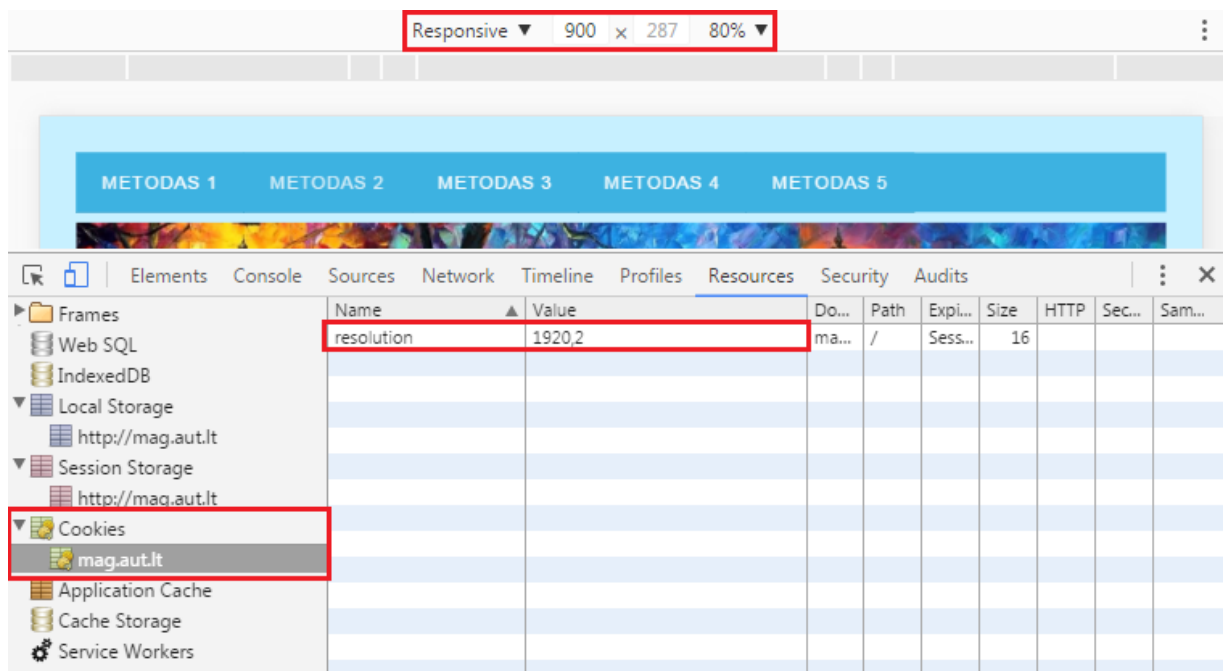 Responsive ▼ 900 × 287 80% ▼
METODAS 1 METODAS 2 METODAS 3 METODAS 4 METODAS 5
Elements Console Sources Network Timeline Profiles Resources Security Audits
Frames
Web SQL
IndexedDB
Local Storage
http://mag.aut.lt
Session Storage
http://mag.aut.lt
Cookies
mag.aut.lt
Application Cache
Cache Storage
Service Workers
Name ▲ Value Do... Path Expi... Size HTTP Sec... Sam...
resolution 1920,2 ma... / Sess... 16